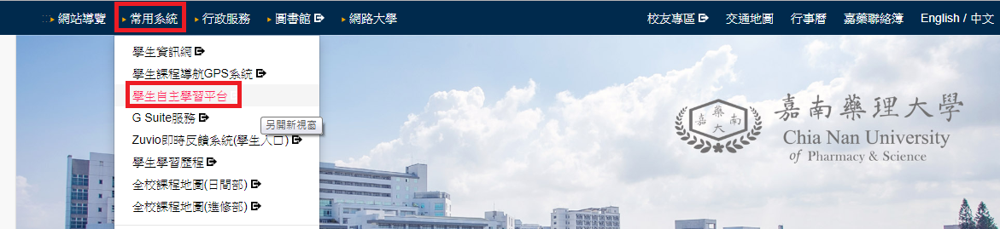 網站導覽 常用系統 行政服務 圖書館 網路大學 校友專區 交通地圖 行事曆 嘉藥聯絡簿 English / 中文
學生資訊網
學生課程導航GPS系統
學生自主學習平台
G Suite服務
另開新視窗
Zuvio即時反饋系統(學生入口)
學生學習歷程
全校課程地圖(日間部)
全校課程地圖(進修部)
嘉藥南大
嘉南藥理大學
Chia Nan University
of Pharmacy & Science